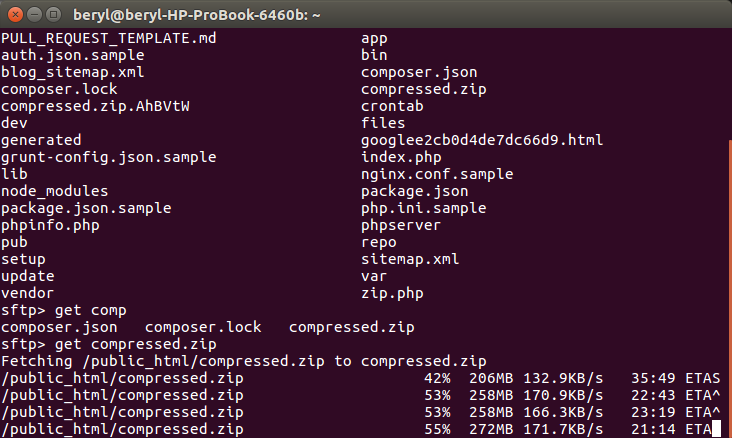 beryl@beryl-HP-ProBook-6460b: ~
PULL_REQUEST_TEMPLATE.md app
auth.json.sample bin
blog_sitemap.xml composer.json
composer.lock compressed.zip
compressed.zip.AhBVtW crontab
dev files
generated googlee2cb0d4de7dc66d9.html
grunt-config.json.sample index.php
lib nginx.conf.sample
node_modules package.json
package.json.sample php.ini.sample
phpinfo.php phpserver
pub repo
setup sitemap.xml
update var
vendor zip.php
sftp> get comp
composer.json composer.lock compressed.zip
sftp> get compressed.zip
Fetching /public_html/compressed.zip to compressed.zip
/public_html/compressed.zip 42% 206MB 132.9KB/s 35:49 ETAS
/public_html/compressed.zip 53% 258MB 170.9KB/s 22:43 ETA^
/public_html/compressed.zip 53% 258MB 166.3KB/s 23:19 ETA^
/public_html/compressed.zip 55% 272MB 171.7KB/s 21:14 ETA